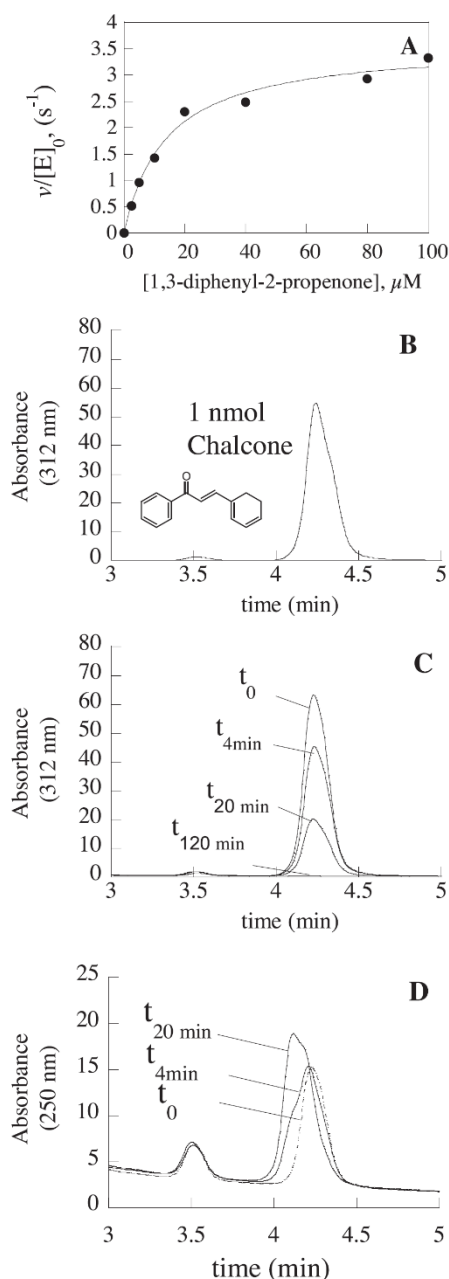 A
4
3.5
3
2.5
2
1.5
1
0.5
0
v/[E]0, (s-1)
0 20 40 60 80 100
[1,3-diphenyl-2-propenone], µM
B
80
70
60
50
40
30
20
10
0
Absorbance
(312 nm)
1 nmol
Chalcone
O
3 3.5 4 4.5 5
time (min)
C
80
70
60
50
40
30
20
10
0
Absorbance
(312 nm)
t0
t4min
t20 min
t120 min
3 3.5 4 4.5 5
time (min)
D
25
20
15
10
5
0
Absorbance
(250 nm)
t20 min
t4min
t0
3 3.5 4 4.5 5
time (min)